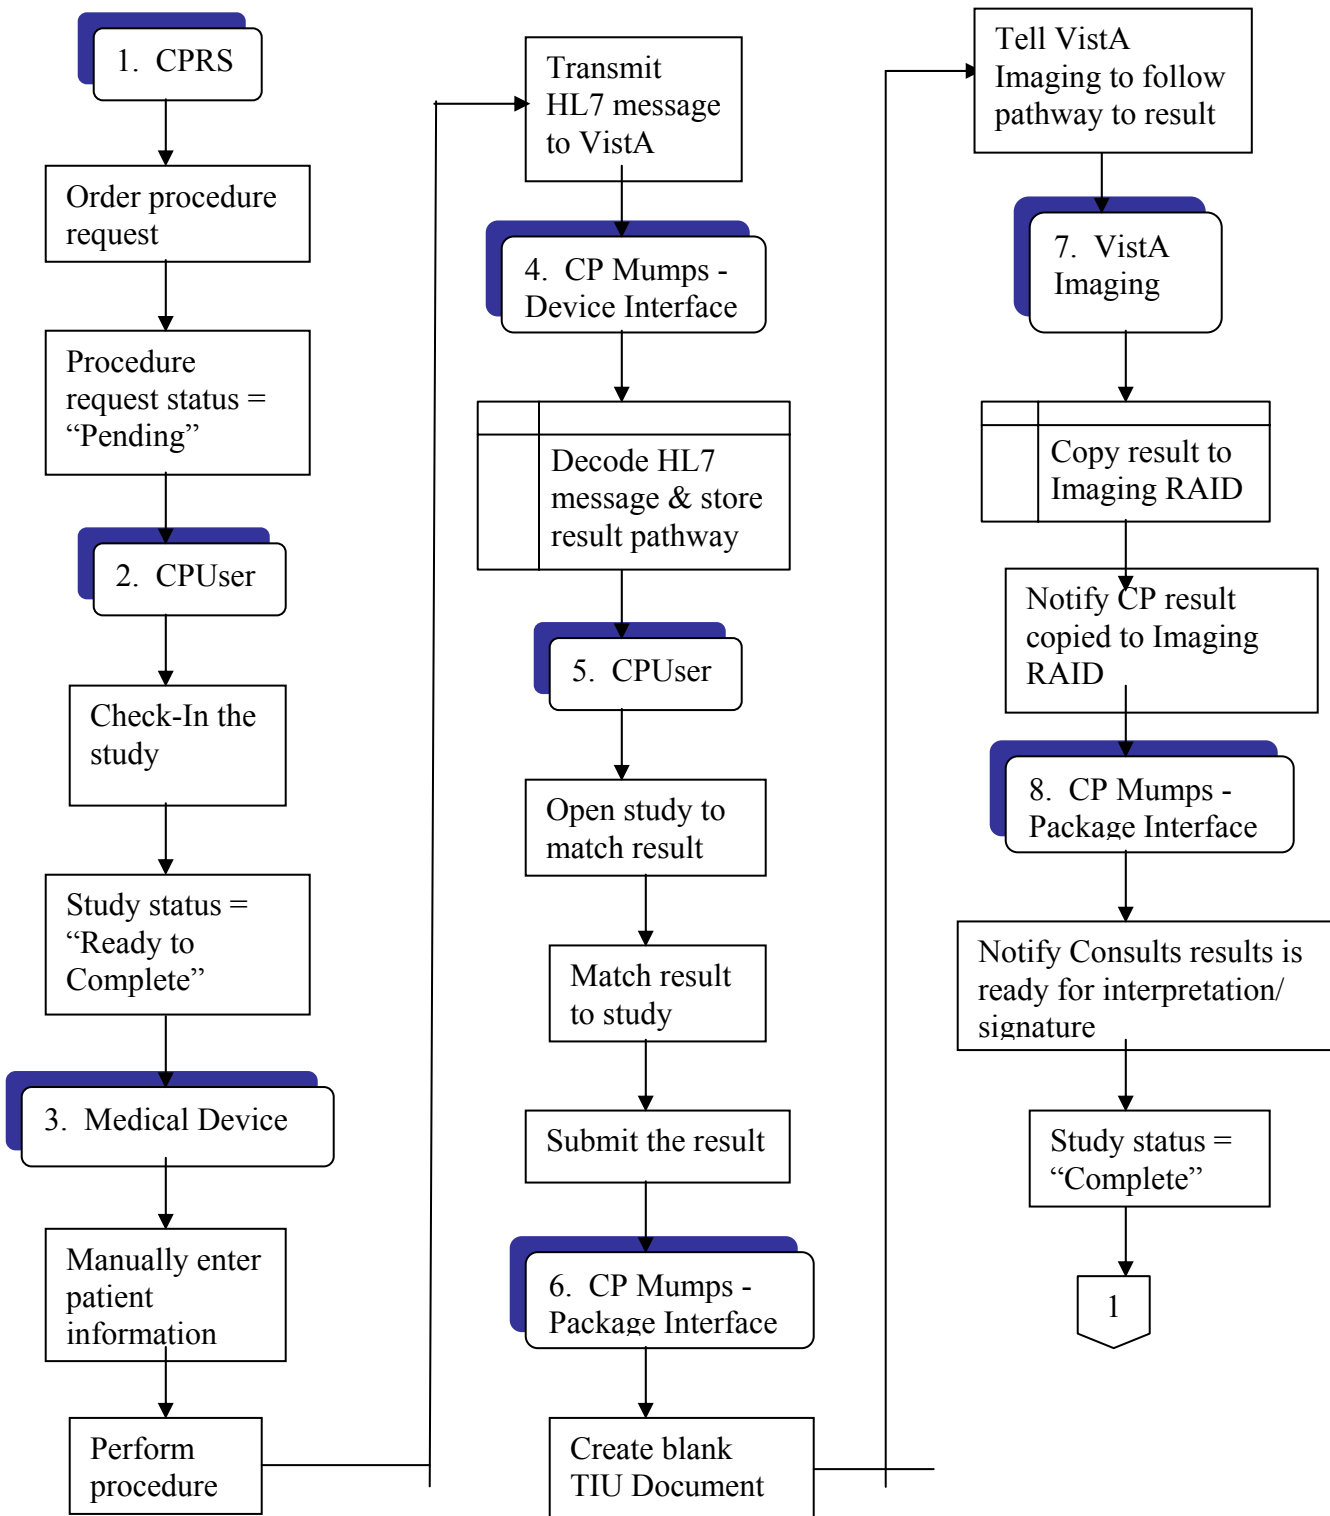 1. CPRS
Order procedure
request
Procedure
request status =
“Pending”
2. CPUser
Check-In the
study
Study status =
“Ready to
Complete”
3. Medical Device
Manually enter
patient
information
Perform
procedure
Transmit
HL7 message
to VistA
4. CP Mumps -
Device Interface
Decode HL7
message & store
result pathway
5. CPUser
Open study to
match result
Match result
to study
Submit the result
6. CP Mumps -
Package Interface
Create blank
TIU Document
Tell VistA
Imaging to follow
pathway to result
7. VistA
Imaging
Copy result to
Imaging RAID
Notify CP result
copied to Imaging
RAID
8. CP Mumps -
Package Interface
Notify Consults results is
ready for interpretation/
signature
Study status =
“Complete”
1